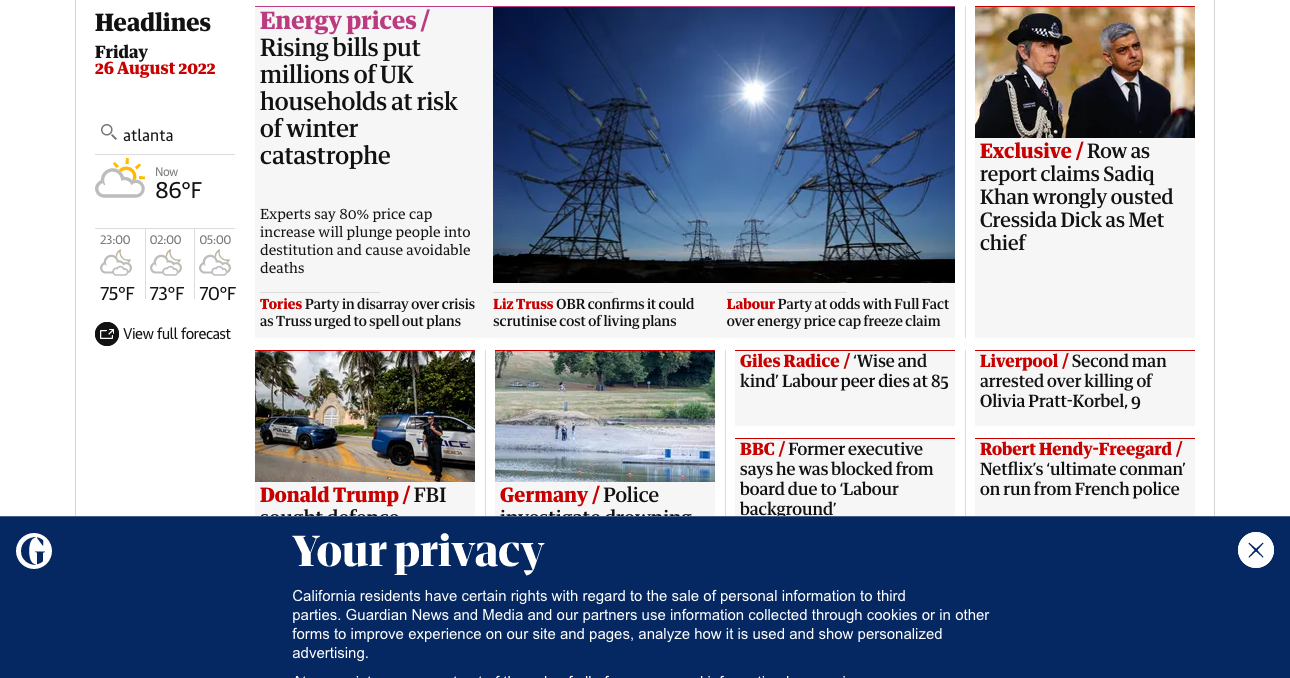 Headlines
Friday
26 August 2022
atlanta
Now
86°F
23:00
02:00
05:00
75°F
73°F
70°F
View full forecast
Energy prices /
Rising bills put
millions of UK
households at risk
of winter
catastrophe
Experts say 80% price cap
increase will plunge people into
destitution and cause avoidable
deaths
Tories Party in disarray over crisis
as Truss urged to spell out plans
Liz Truss OBR confirms it could
scrutinise cost of living plans
Labour Party at odds with Full Fact
over energy price cap freeze claim
Exclusive / Row as
report claims Sadiq
Khan wrongly ousted
Cressida Dick as Met
chief
POLICE
POLICE
Donald Trump / FBI
sought defence
Germany / Police
investigate drowning
Giles Radice / ‘Wise and
kind’ Labour peer dies at 85
BBC / Former executive
says he was blocked from
board due to ‘Labour
background’
Liverpool / Second man
arrested over killing of
Olivia Pratt-Korbel, 9
Robert Hendy-Freegard /
Netflix’s ‘ultimate conman’
on run from French police
Your privacy
California residents have certain rights with regard to the sale of personal information to third
parties. Guardian News and Media and our partners use information collected through cookies or in other
forms to improve experience on our site and pages, analyze how it is used and show personalized
advertising.